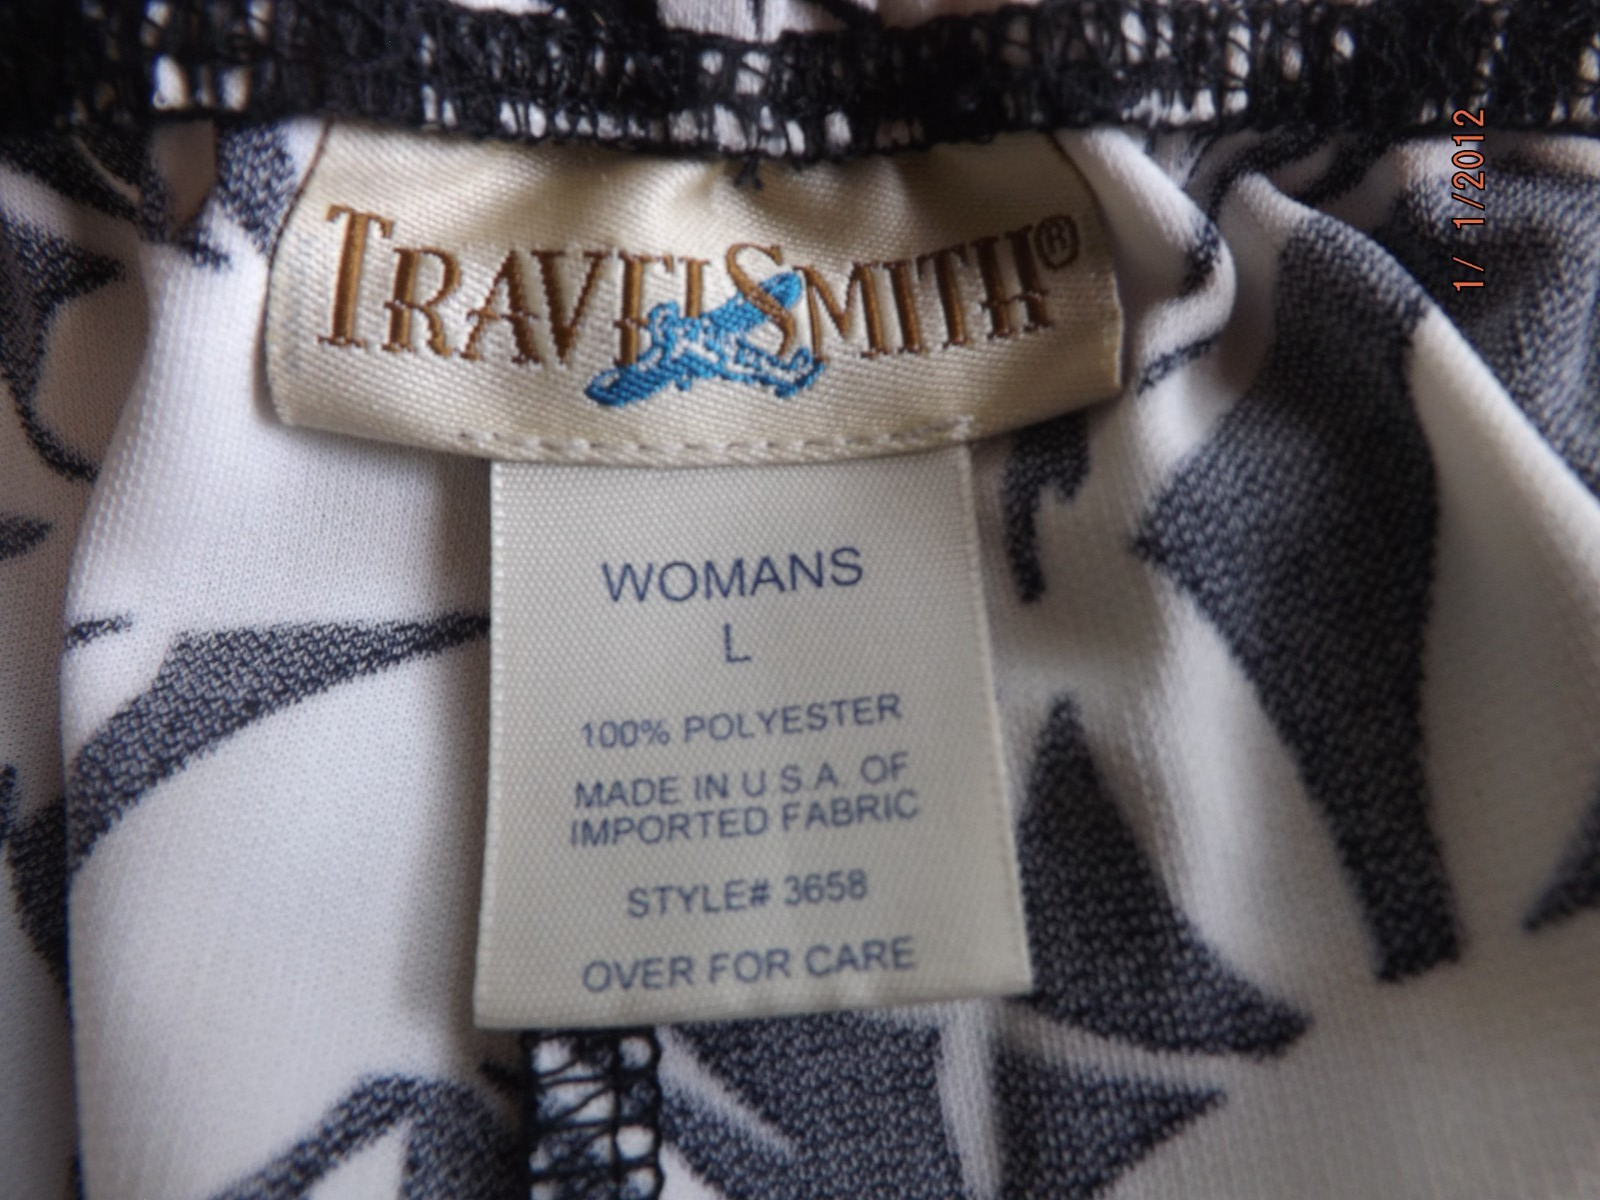 TRAVELSMITH®
WOMANS
L
100% POLYESTER
MADE IN U S.A. OF
IMPORTED FABRIC
STYLE# 3658
OVER FOR CARE
1/ 1/2012